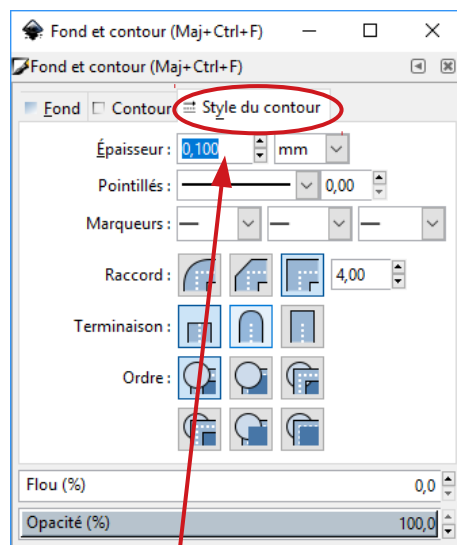 Fond et contour (Maj+Ctrl+F)
Fond et contour (Maj+Ctrl+F)
Fond Contour Style du contour
Épaisseur : 0,100 mm
Pointillés : 0,00
Marqueurs :
Raccord : 4,00
Terminaison :
Ordre :
Flou (%) 0,0
Opacité (%) 100,0